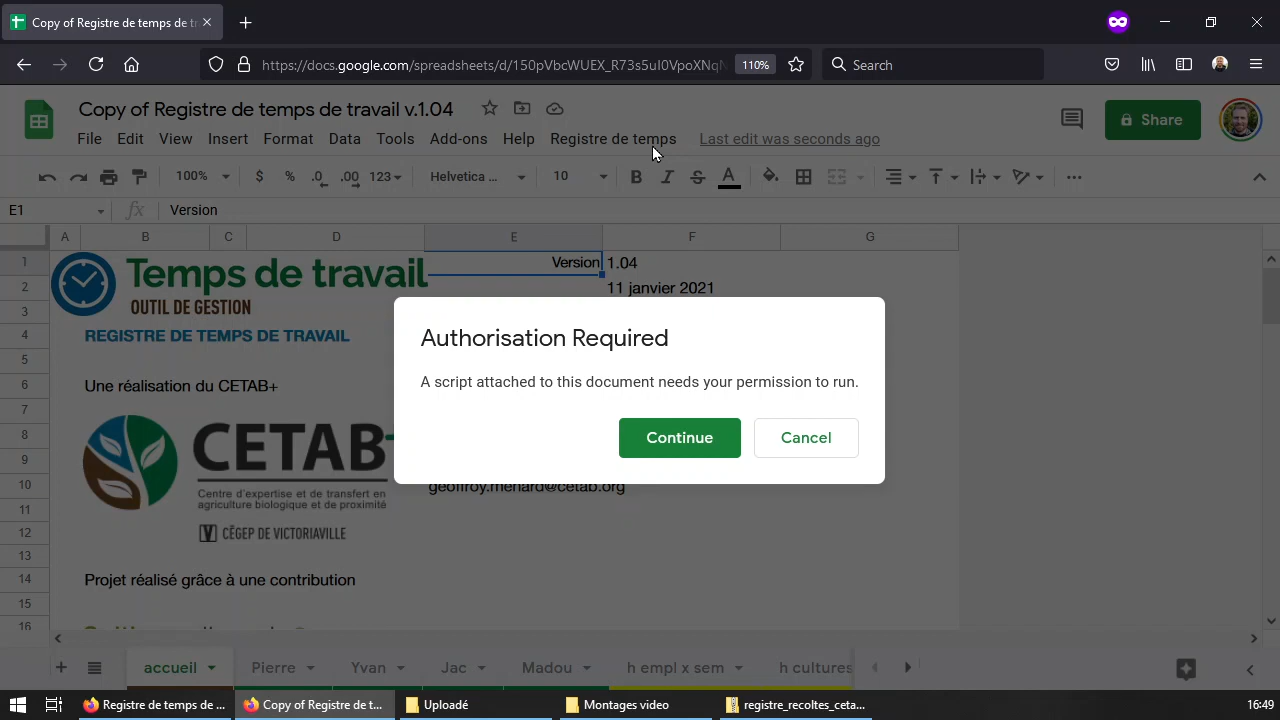 Copy of Registre de temps de tr
https://docs.google.com/spreadsheets/d/150pVbcWUEX_R73s5uI0VpoXNqN
110%
Search
Copy of Registre de temps de travail v.1.04
Share
File Edit View Insert Format Data Tools Add-ons Help Registre de temps Last edit was seconds ago
100% $ % .0 .00 123 Helvetica ... 10 B I S A ...
E1 fx Version
A B C D E F G
1 Temps de travail Version 1.04
2 11 janvier 2021
3 OUTIL DE GESTION
4 REGISTRE DE TEMPS DE TRAVAIL
Authorisation Required
5
A script attached to this document needs your permission to run.
6 Une réalisation du CETAB+
7
Continue Cancel
8 CETAB+
9
10 Centre d'expertise et de transfert en geoffroy.menard@cetab.org
agriculture biologique et de proximité
11
12 CÉGEP DE VICTORIAVILLE
13
14 Projet réalisé grâce à une contribution
15
16
accueil Pierre Yvan Jac Madou h empl x sem h cultures
Registre de temps de ... Copy of Registre de t... Uploadé Montages video registre_recoltes_ceta... 16:49